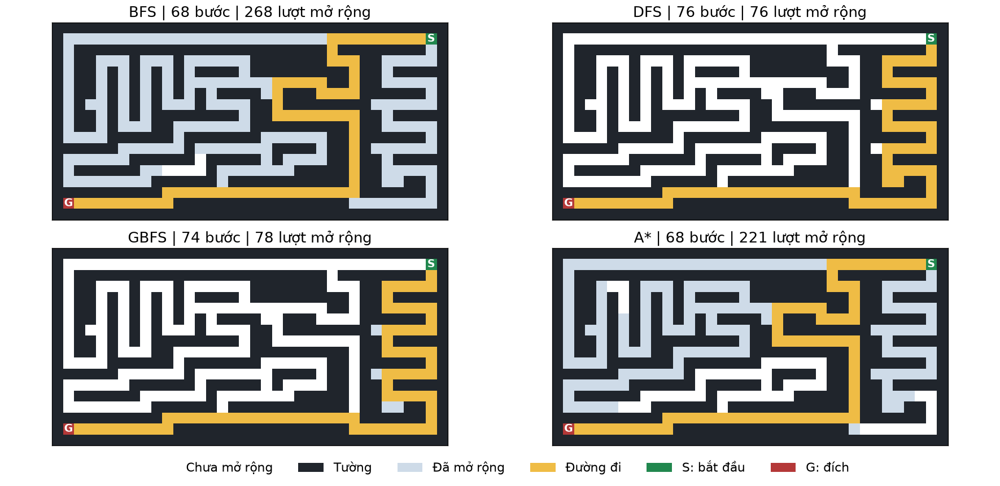 BFS | 68 bước | 268 lượt mở rộng
DFS | 76 bước | 76 lượt mở rộng
S
S
G
G
GBFS | 74 bước | 78 lượt mở rộng
A* | 68 bước | 221 lượt mở rộng
S
S
G
G
Chưa mở rộng Tường Đã mở rộng Đường đi S: bắt đầu G: đích